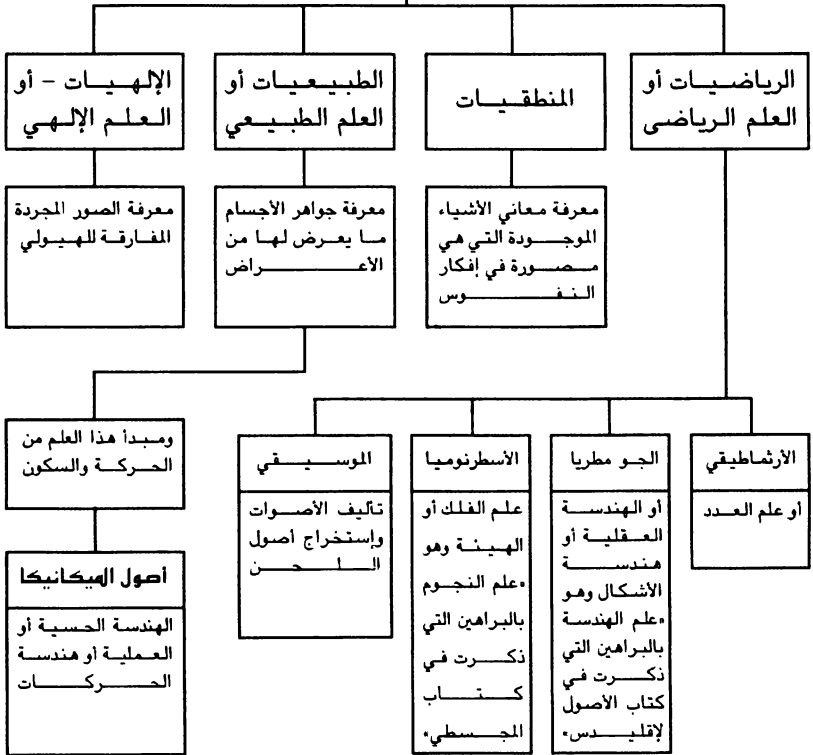 الرياضيات أو
العلم الرياضى
المنطقيات
الطبيعيات أو
العلم الطبيعي
الإلهيات - أو
العلم الإلهي
معرفة معاني الأشياء
الموجودة التي هي
مصورة في إفكار
النفوس
معرفة جواهر الأجسام
ما يعرض لها من
الأعراض
معرفة الصور المجردة
المفارقة للهيولي
الأرثماطيقي
أو علم العدد
الجو مطريا
أو الهندسة
العقلية أو
هندسة
الأشكال وهو
«علم الهندسة
بالبراهين التي
ذكرت في
كتاب الأصول
لإقليدس»
الأسطرنوميا
علم الفلك أو
الهيئة وهو
«علم النجوم
بالبراهين التي
ذكرت في
كتاب
المجسطي»
الموسيقي
تأليف الأصوات
وإستخراج أصول
اللحن
ومبدأ هذا العلم من
الحركة والسكون
أصول الميكانيكا
الهندسة الحسية أو
العملية أو هندسة
الحركات